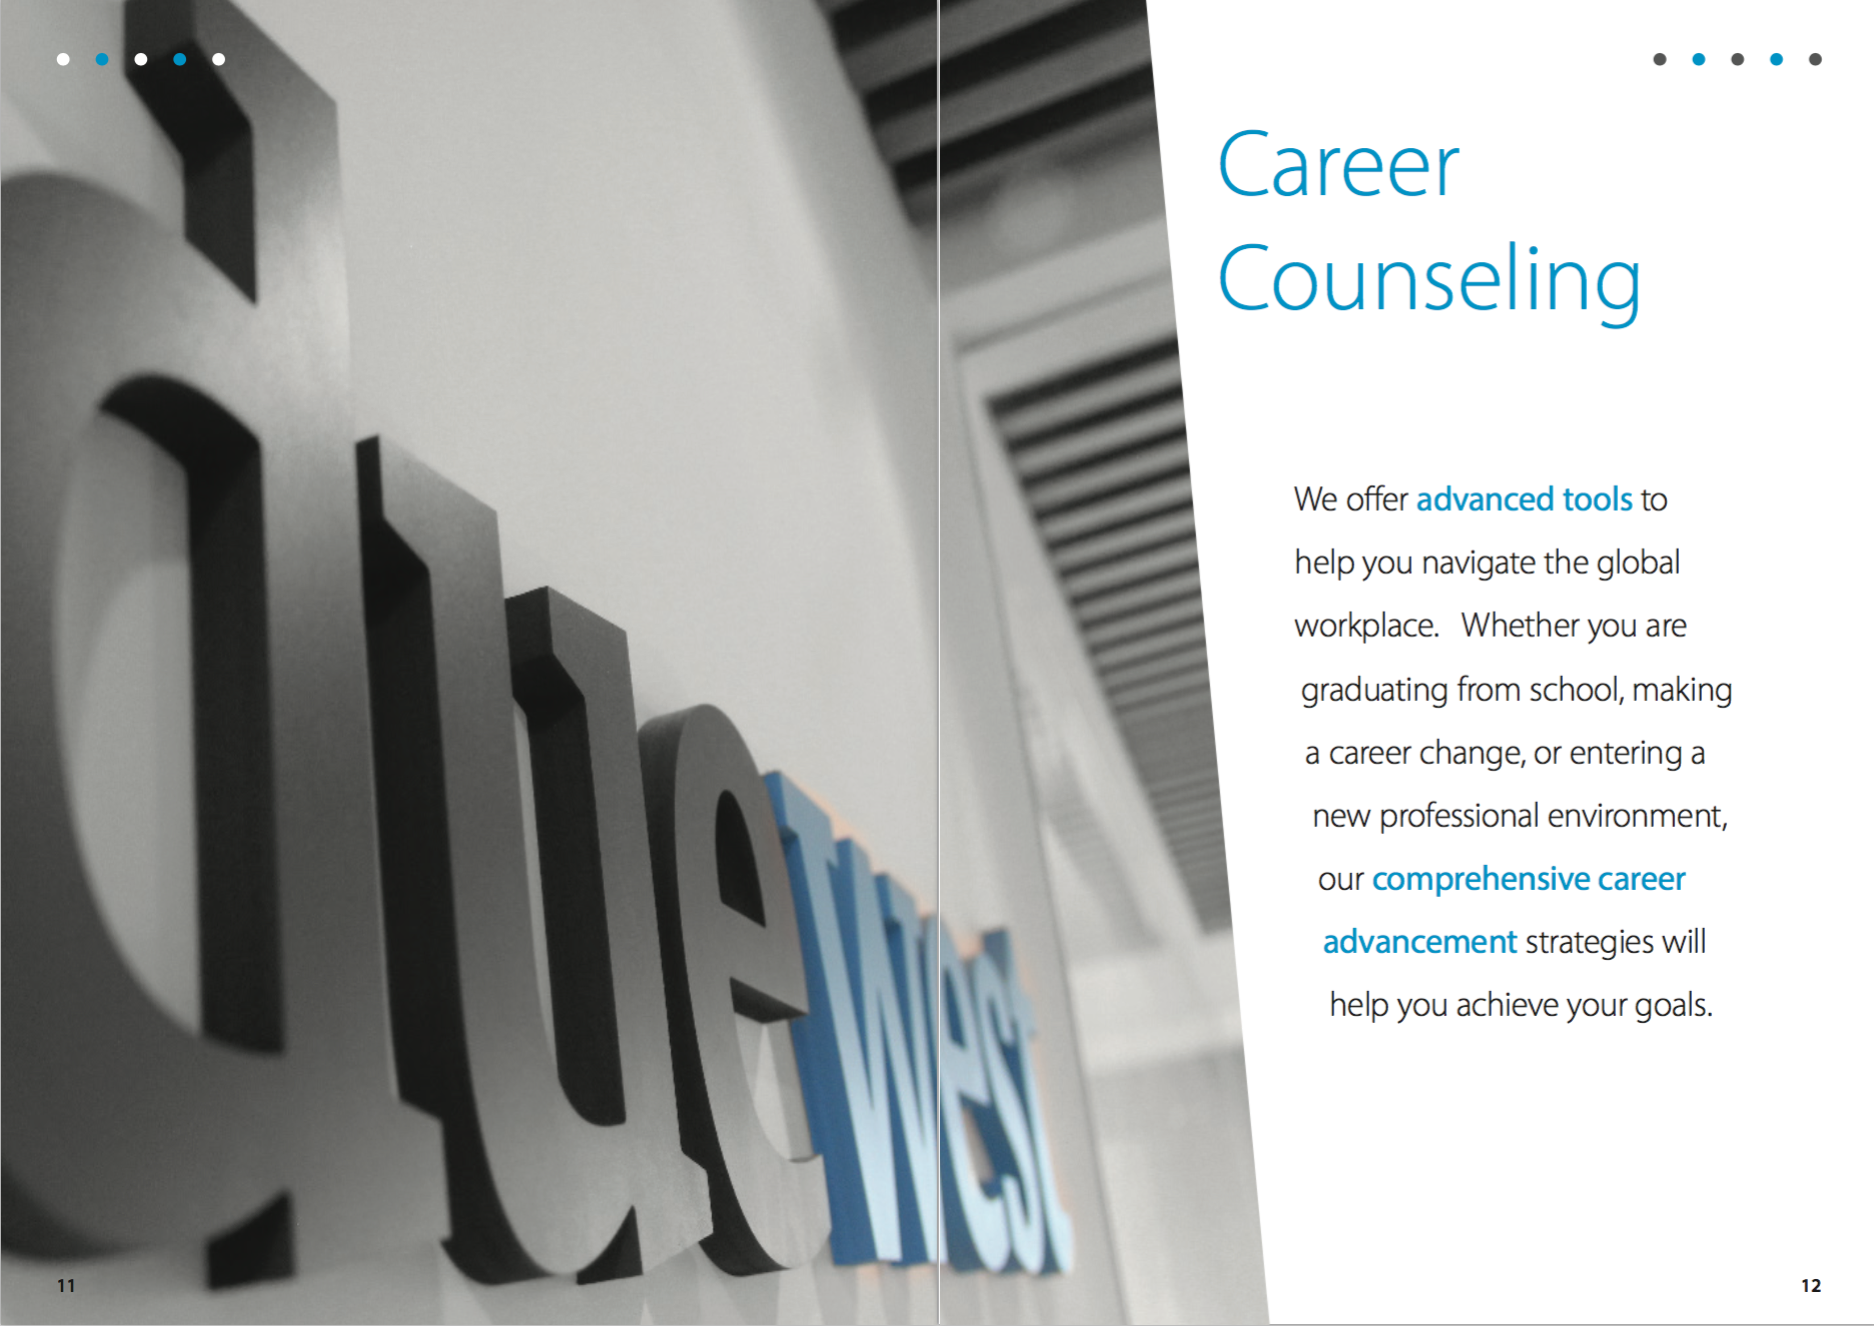 dueWest
Career
Counseling
We offer advanced tools to
help you navigate the global
workplace. Whether you are
graduating from school, making
a career change, or entering a
new professional environment,
our comprehensive career
advancement strategies will
help you achieve your goals.
11
12